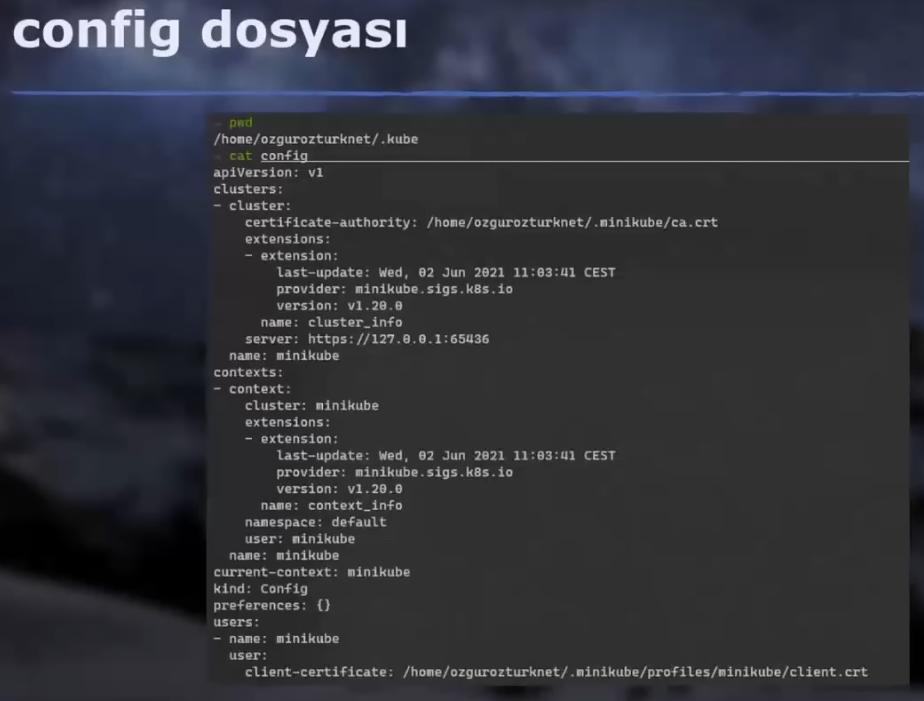 config dosyası
pwd
/home/ozgurozturknet/.kube
cat config
apiVersion: v1
clusters:
- cluster:
    certificate-authority: /home/ozgurozturknet/.minikube/ca.crt
    extensions:
    - extension:
        last-update: Wed, 02 Jun 2021 11:03:41 CEST
        provider: minikube.sigs.k8s.io
        version: v1.20.0
      name: cluster_info
    server: https://127.0.0.1:65436
  name: minikube
contexts:
- context:
    cluster: minikube
    extensions:
    - extension:
        last-update: Wed, 02 Jun 2021 11:03:41 CEST
        provider: minikube.sigs.k8s.io
        version: v1.20.0
      name: context_info
    namespace: default
    user: minikube
  name: minikube
current-context: minikube
kind: Config
preferences: {}
users:
- name: minikube
  user:
    client-certificate: /home/ozgurozturknet/.minikube/profiles/minikube/client.crt